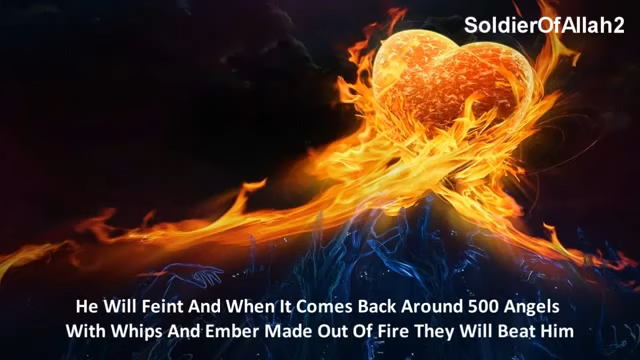 SoldierOfAllah2
He Will Feint And When It Comes Back Around 500 Angels
With Whips And Ember Made Out Of Fire They Will Beat Him